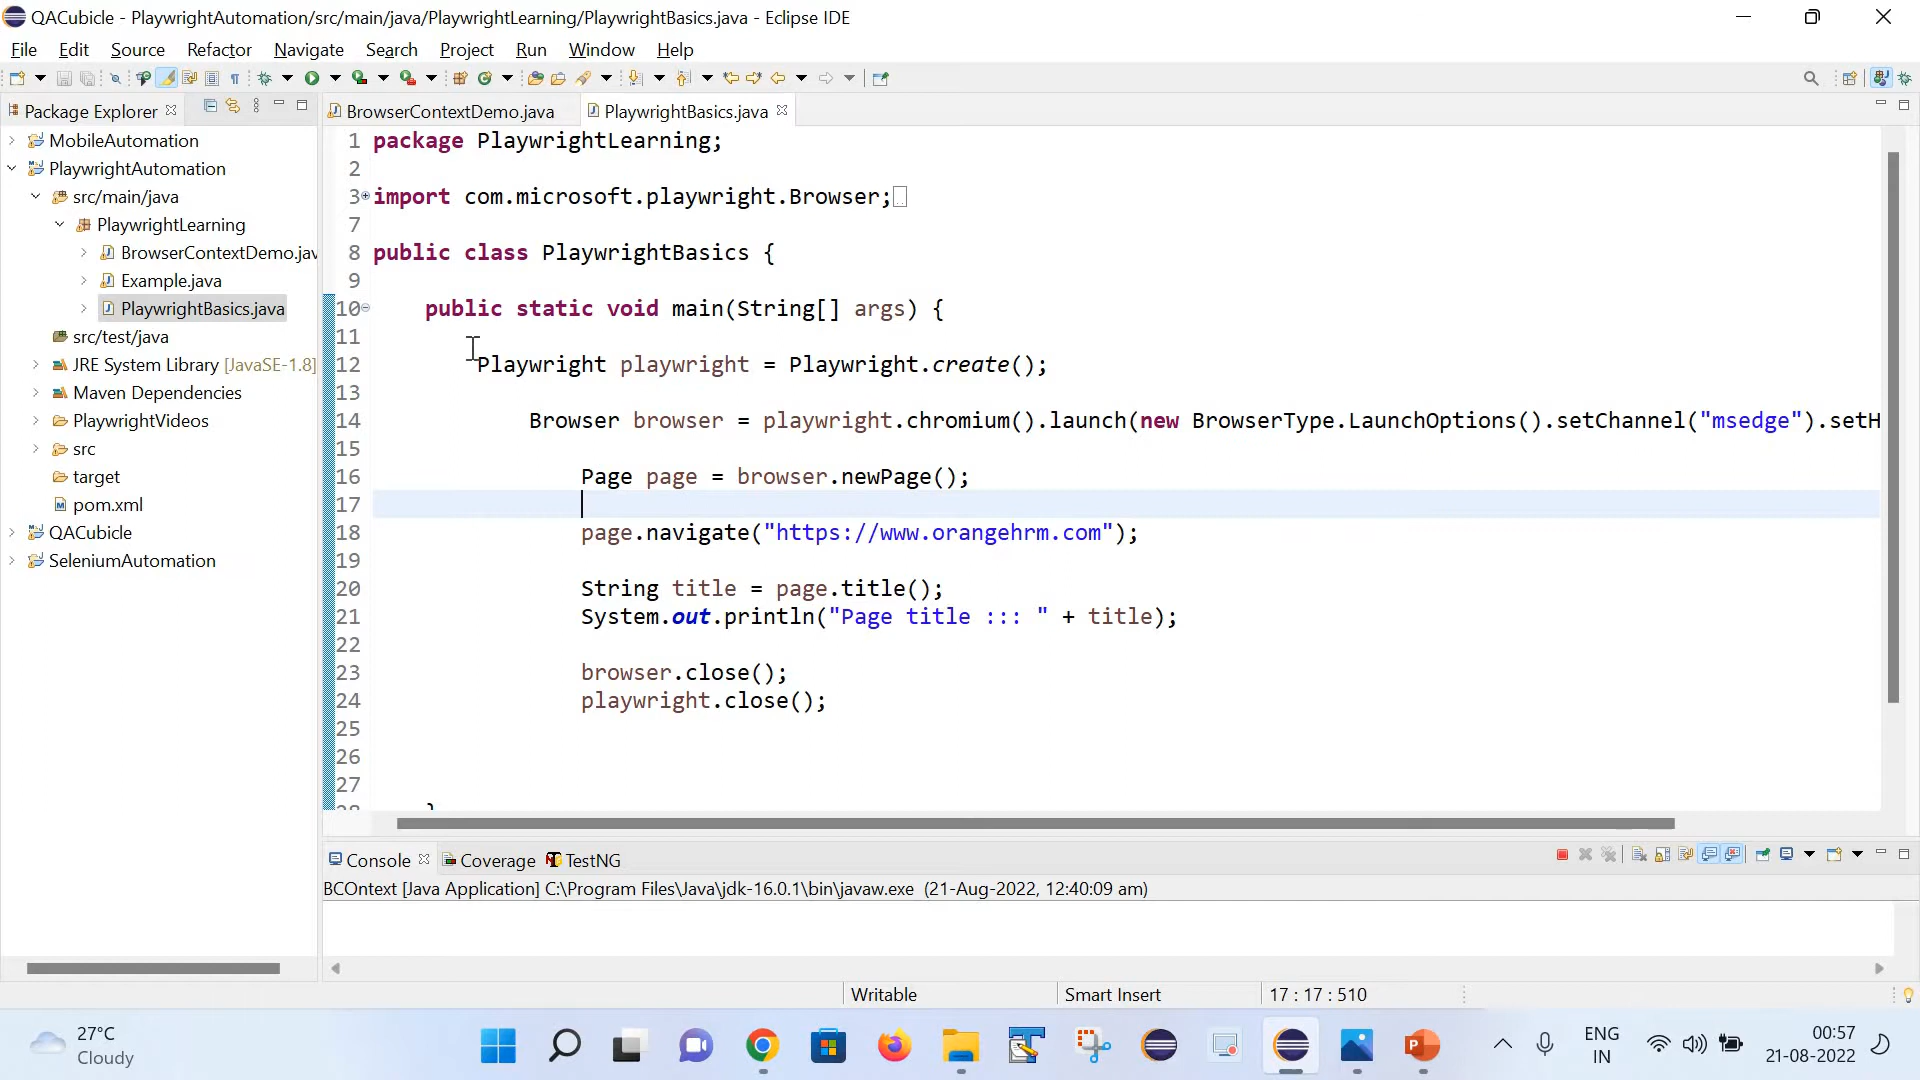 QACubicle - PlaywrightAutomation/src/main/java/PlaywrightLearning/PlaywrightBasics.java - Eclipse IDE
File Edit Source Refactor Navigate Search Project Run Window Help
Package Explorer
BrowserContextDemo.java
PlaywrightBasics.java
MobileAutomation
PlaywrightAutomation
src/main/java
PlaywrightLearning
BrowserContextDemo.jav
Example.java
PlaywrightBasics.java
src/test/java
JRE System Library [JavaSE-1.8]
Maven Dependencies
PlaywrightVideos
src
target
pom.xml
QACubicle
SeleniumAutomation
1 package PlaywrightLearning;
2
3 import com.microsoft.playwright.Browser;
7
8 public class PlaywrightBasics {
9
10 public static void main(String[] args) {
11
12 Playwright playwright = Playwright.create();
13
14 Browser browser = playwright.chromium().launch(new BrowserType.LaunchOptions().setChannel("msedge").setH
15
16 Page page = browser.newPage();
17
18 page.navigate("https://www.orangehrm.com");
19
20 String title = page.title();
21 System.out.println("Page title ::: " + title);
22
23 browser.close();
24 playwright.close();
25
26
27
28 }
Console Coverage TestNG
BCOntext [Java Application] C:\Program Files\Java\jdk-16.0.1\bin\javaw.exe (21-Aug-2022, 12:40:09 am)
Writable Smart Insert 17 : 17 : 510
27°C
Cloudy
ENG
IN
00:57
21-08-2022